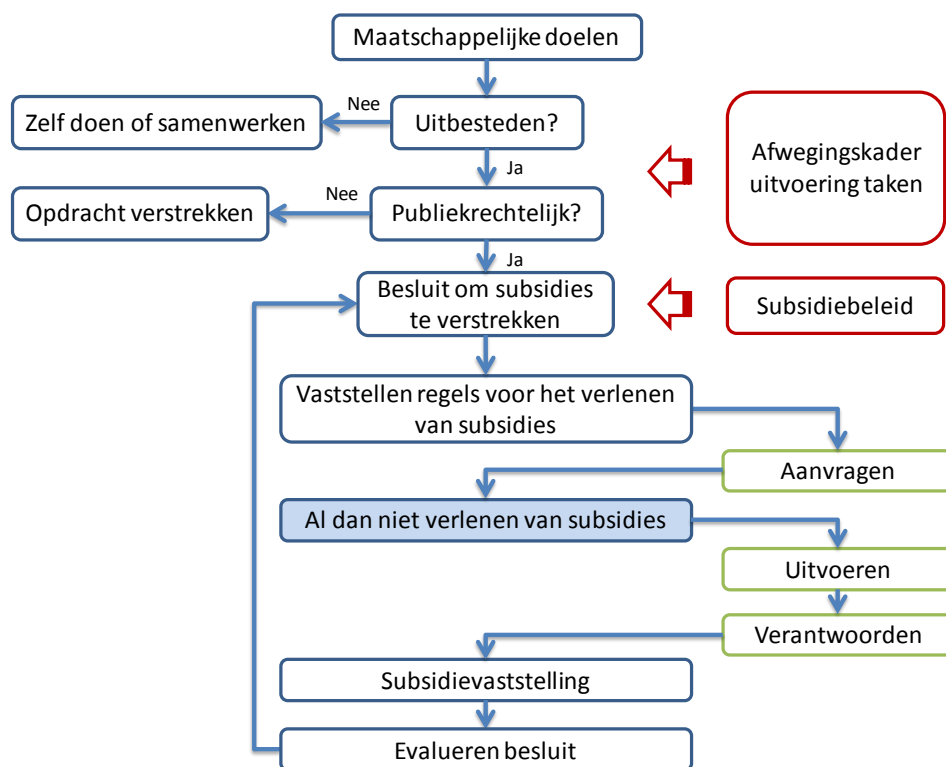 Maatschappelijke doelen
Nee
Zelf doen of samenwerken
Uitbesteden?
Afwegingskader
uitvoering taken
Ja
Nee
Opdracht verstrekken
Publiekrechtelijk?
Ja
Besluit om subsidies
te verstrekken
Subsidiebeleid
Vaststellen regels voor het verlenen
van subsidies
Aanvragen
Al dan niet verlenen van subsidies
Uitvoeren
Verantwoorden
Subsidievaststelling
Evalueren besluit